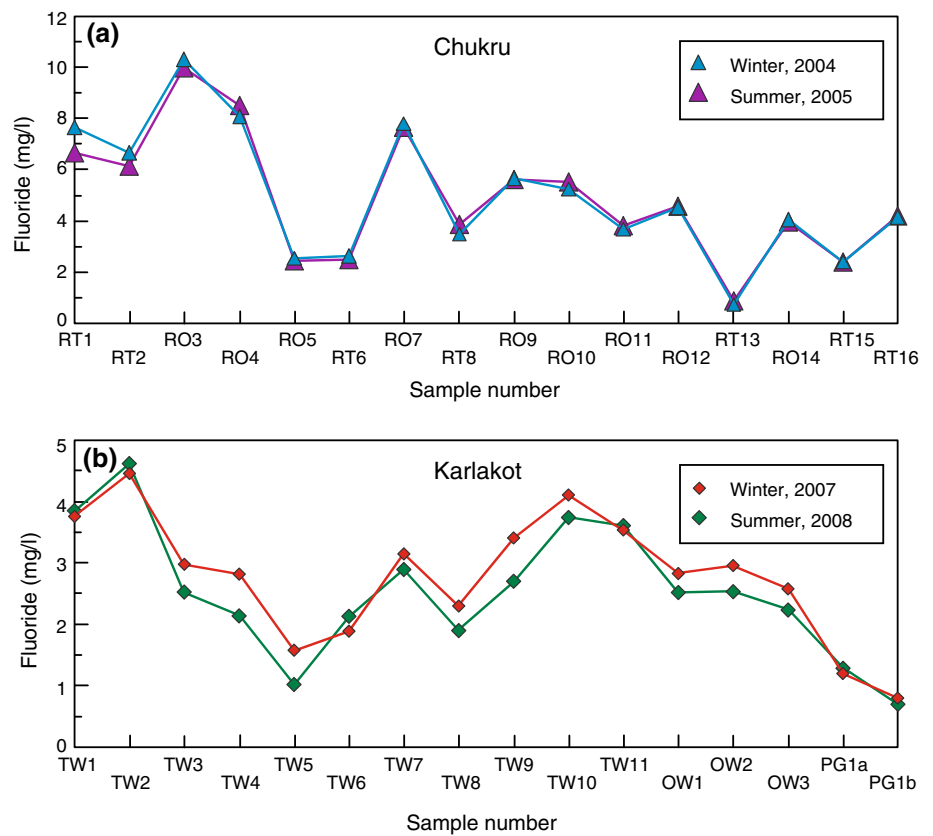 (a)
Chukru
Winter, 2004
Summer, 2005
Fluoride (mg/l)
12
10
8
6
4
2
0
RT1 RT2 RO3 RO4 RO5 RT6 RO7 RT8 RO9 RO10 RO11 RO12 RT13 RO14 RT15 RT16
Sample number
(b)
Karlakot
Winter, 2007
Summer, 2008
Fluoride (mg/l)
5
4
3
2
1
0
TW1 TW2 TW3 TW4 TW5 TW6 TW7 TW8 TW9 TW10 TW11 OW1 OW2 OW3 PG1a PG1b
Sample number